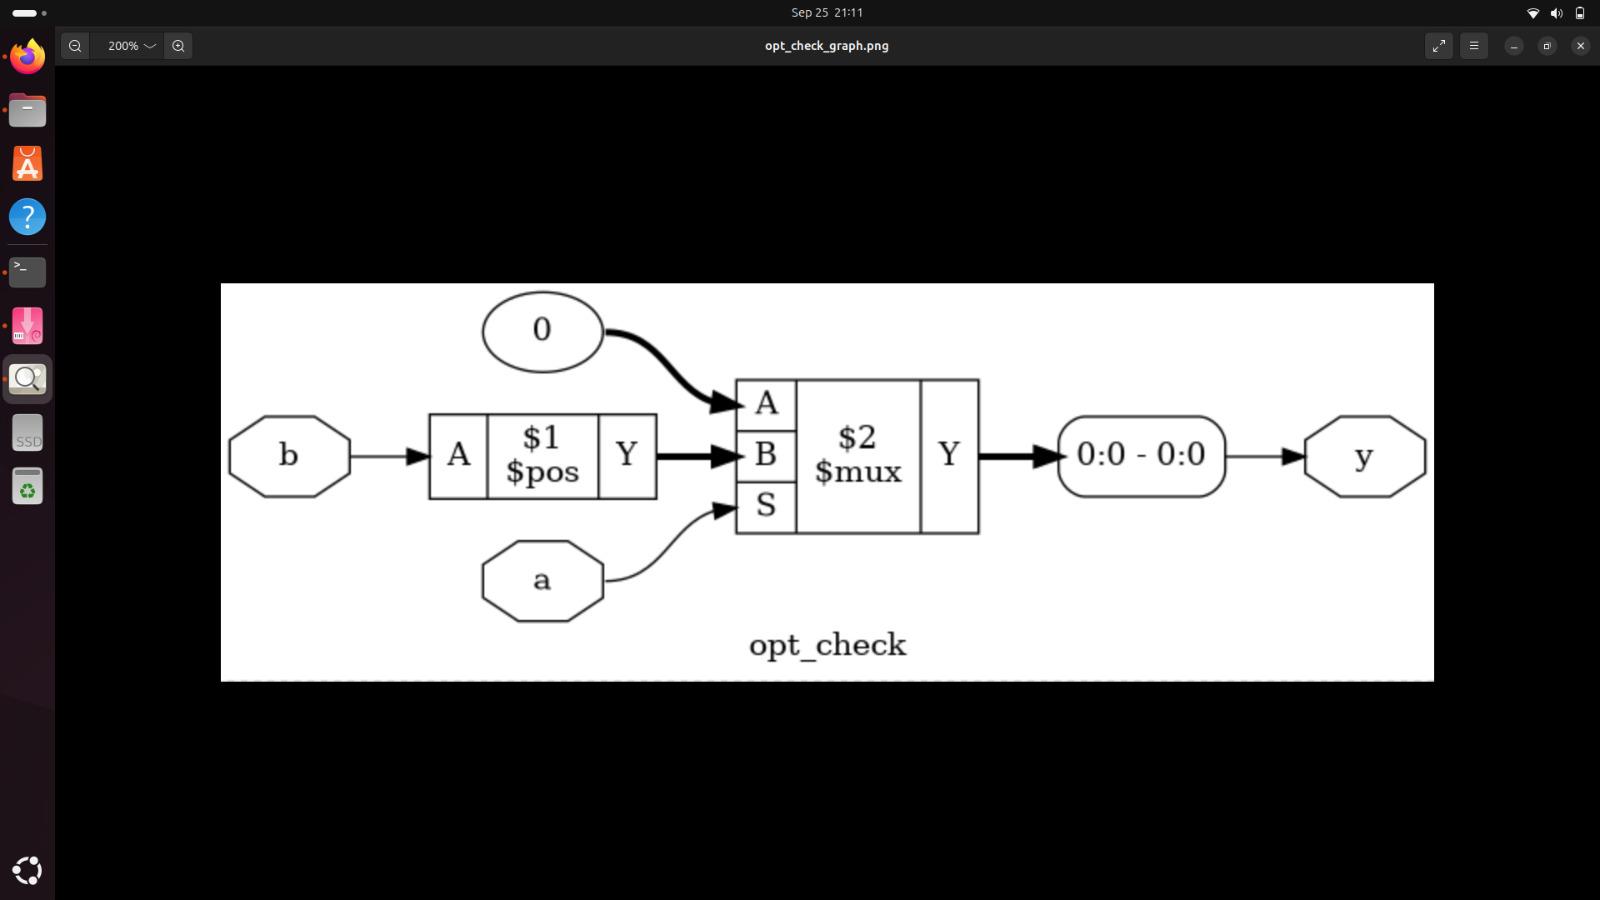 Sep 25 21:11
200%
opt_check_graph.png
0
b
A
$1
$pos
Y
A
B
S
$2
$mux
Y
0:0 - 0:0
y
a
opt_check
>_
?
SSD